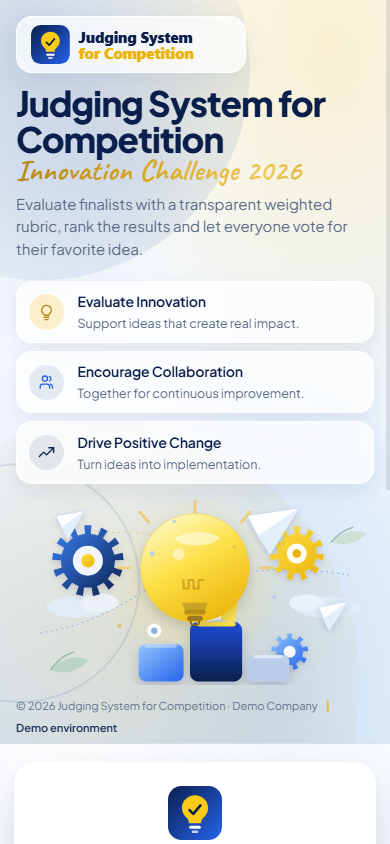 Judging System
for Competition
Judging System for
Competition
Innovation Challenge 2026
Evaluate finalists with a transparent weighted
rubric, rank the results and let everyone vote for
their favorite idea.
Evaluate Innovation
Support ideas that create real impact.
Encourage Collaboration
Together for continuous improvement.
Drive Positive Change
Turn ideas into implementation.
© 2026 Judging System for Competition · Demo Company |
Demo environment